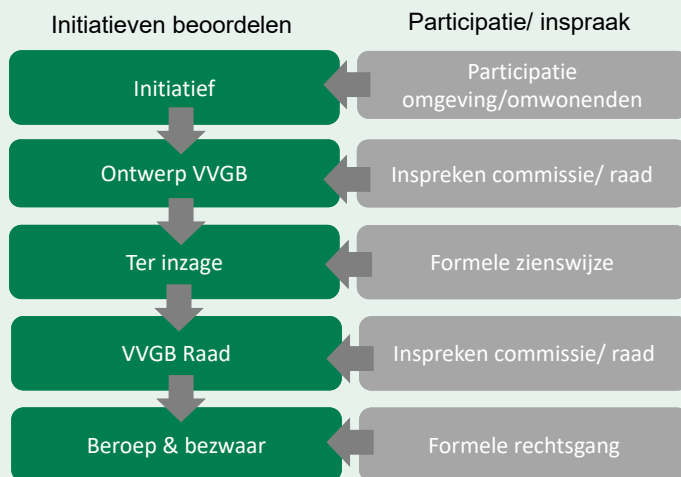 Initiatieven beoordelen
Participatie/ inspraak
Initiatief
Participatie
omgeving/omwonenden
Ontwerp VVGB
Inspreken commissie/ raad
Ter inzage
Formele zienswijze
VVGB Raad
Inspreken commissie/ raad
Beroep & bezwaar
Formele rechtsgang